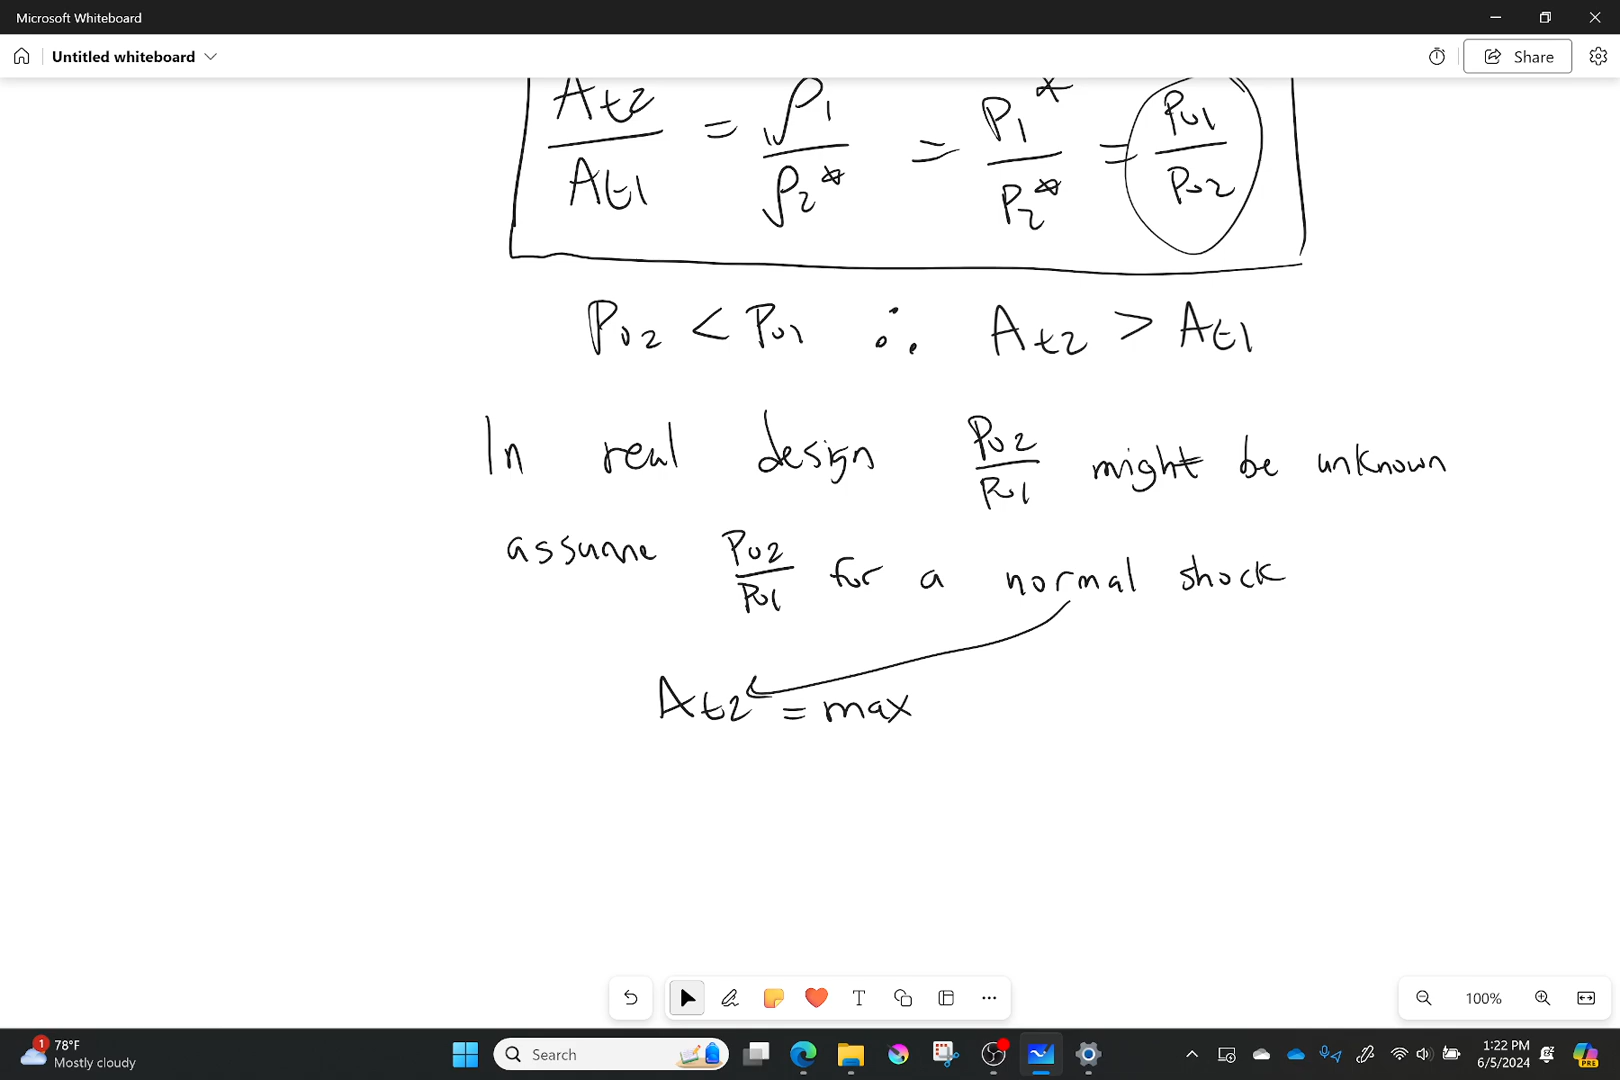 Microsoft Whiteboard
Untitled whiteboard
Share
At2/At1 = ρ1/ρ2* = P1*/P2* = P01/P02
P02 < P01 ∴ At2 > At1
In real design P02/P01 might be unknown
assume P02/P01 for a normal shock
At2 = max
100%
1
78°F
Mostly cloudy
Search
1:22 PM
6/5/2024
PRE